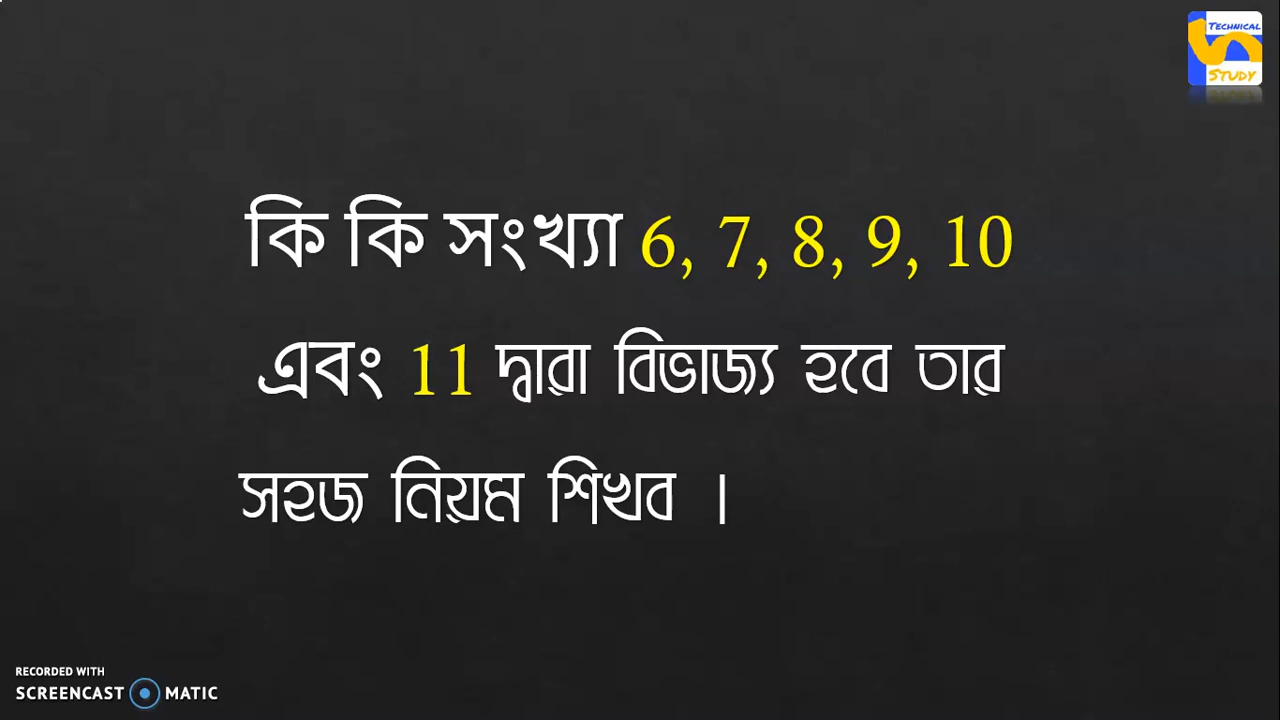 TECHNICAL
STUDY
কি কি সংখ্যা 6, 7, 8, 9, 10
এবং 11 দ্বারা বিভাজ্য হবে তার
সহজ নিয়ম শিখব ।
RECORDED WITH
SCREENCAST MATIC